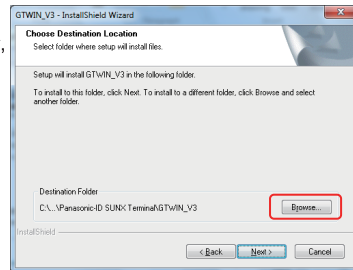 ,
GTWIN_V3 - InstallShield Wizard
Choose Destination Location
Select folder where setup will install files.
Setup will install GTWIN_V3 in the following folder.
To install to this folder, click Next. To install to a different folder, click Browse and select
another folder.
Destination Folder
C:\...\Panasonic-ID SUNX Terminal\GTWIN_V3
Browse...
InstallShield
< Back
Next >
Cancel